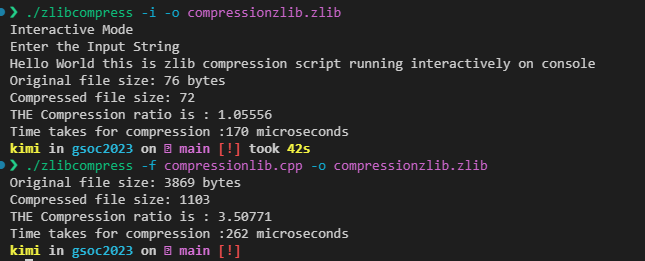 ❯ ./zlibcompress -i -o compressionzlib.zlib
Interactive Mode
Enter the Input String
Hello World this is zlib compression script running interactively on console
Original file size: 76 bytes
Compressed file size: 72
THE Compression ratio is : 1.05556
Time takes for compression :170 microseconds
kimi in gsoc2023 on main [!] took 42s
❯ ./zlibcompress -f compressionlib.cpp -o compressionzlib.zlib
Original file size: 3869 bytes
Compressed file size: 1103
THE Compression ratio is : 3.50771
Time takes for compression :262 microseconds
kimi in gsoc2023 on main [!]